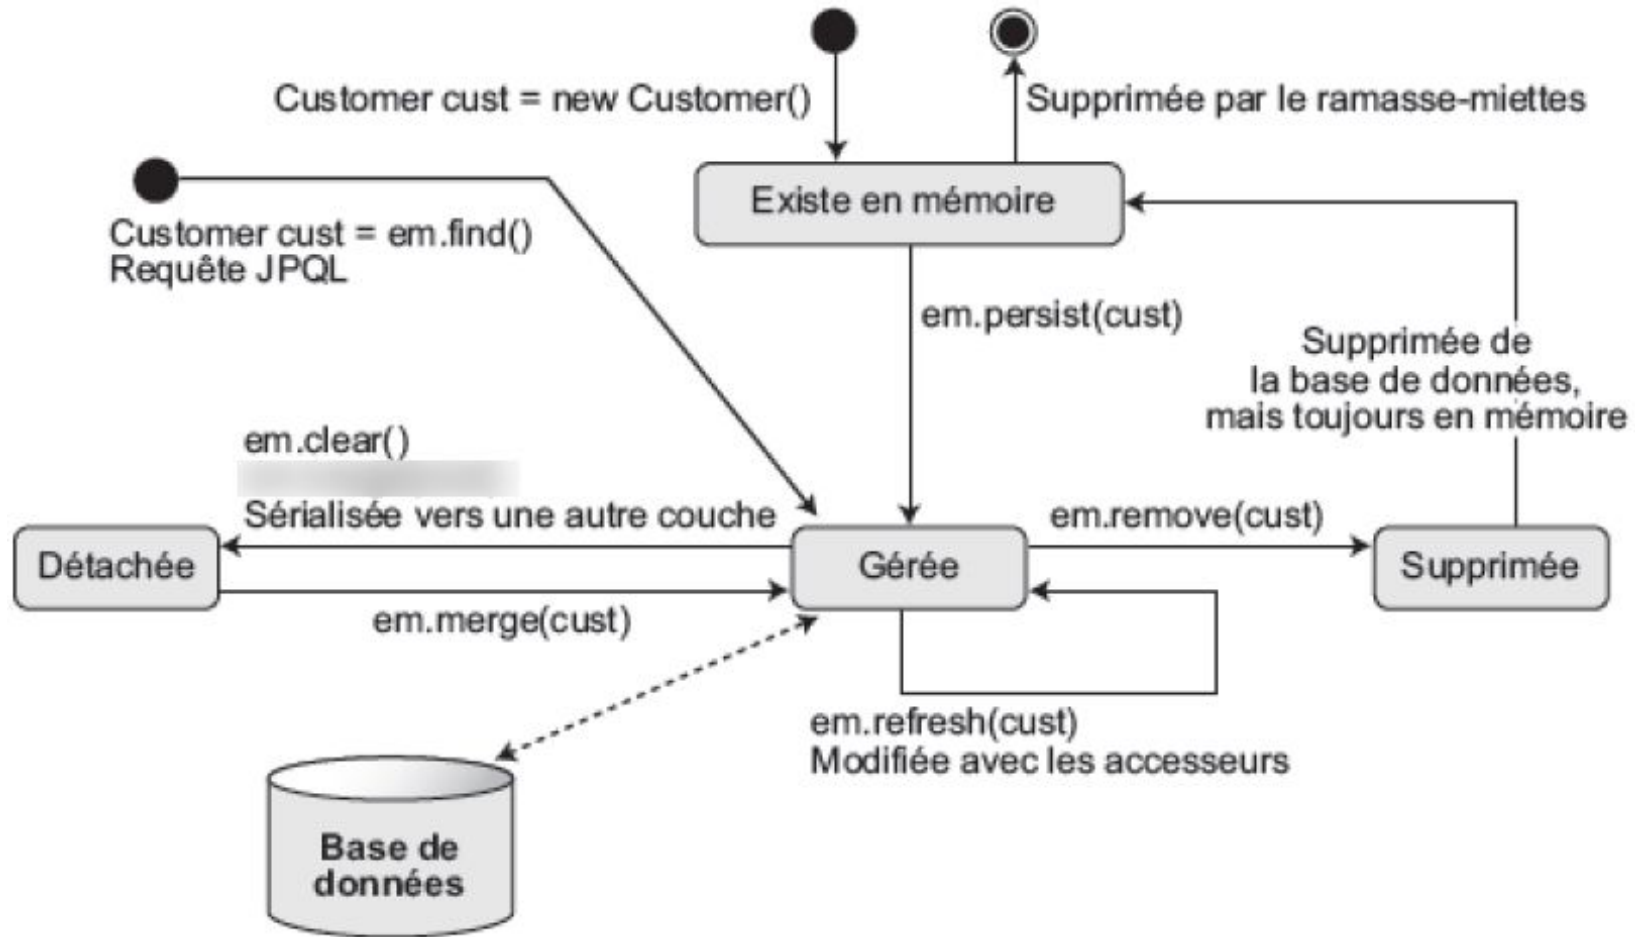 Customer cust = new Customer()
Supprimée par le ramasse-miettes
Existe en mémoire
Customer cust = em.find()
Requête JPQL
em.persist(cust)
Supprimée de
la base de données,
mais toujours en mémoire
em.clear()
Sérialisée vers une autre couche
em.remove(cust)
Détachée
Gérée
Supprimée
em.merge(cust)
em.refresh(cust)
Modifiée avec les accesseurs
Base de
données